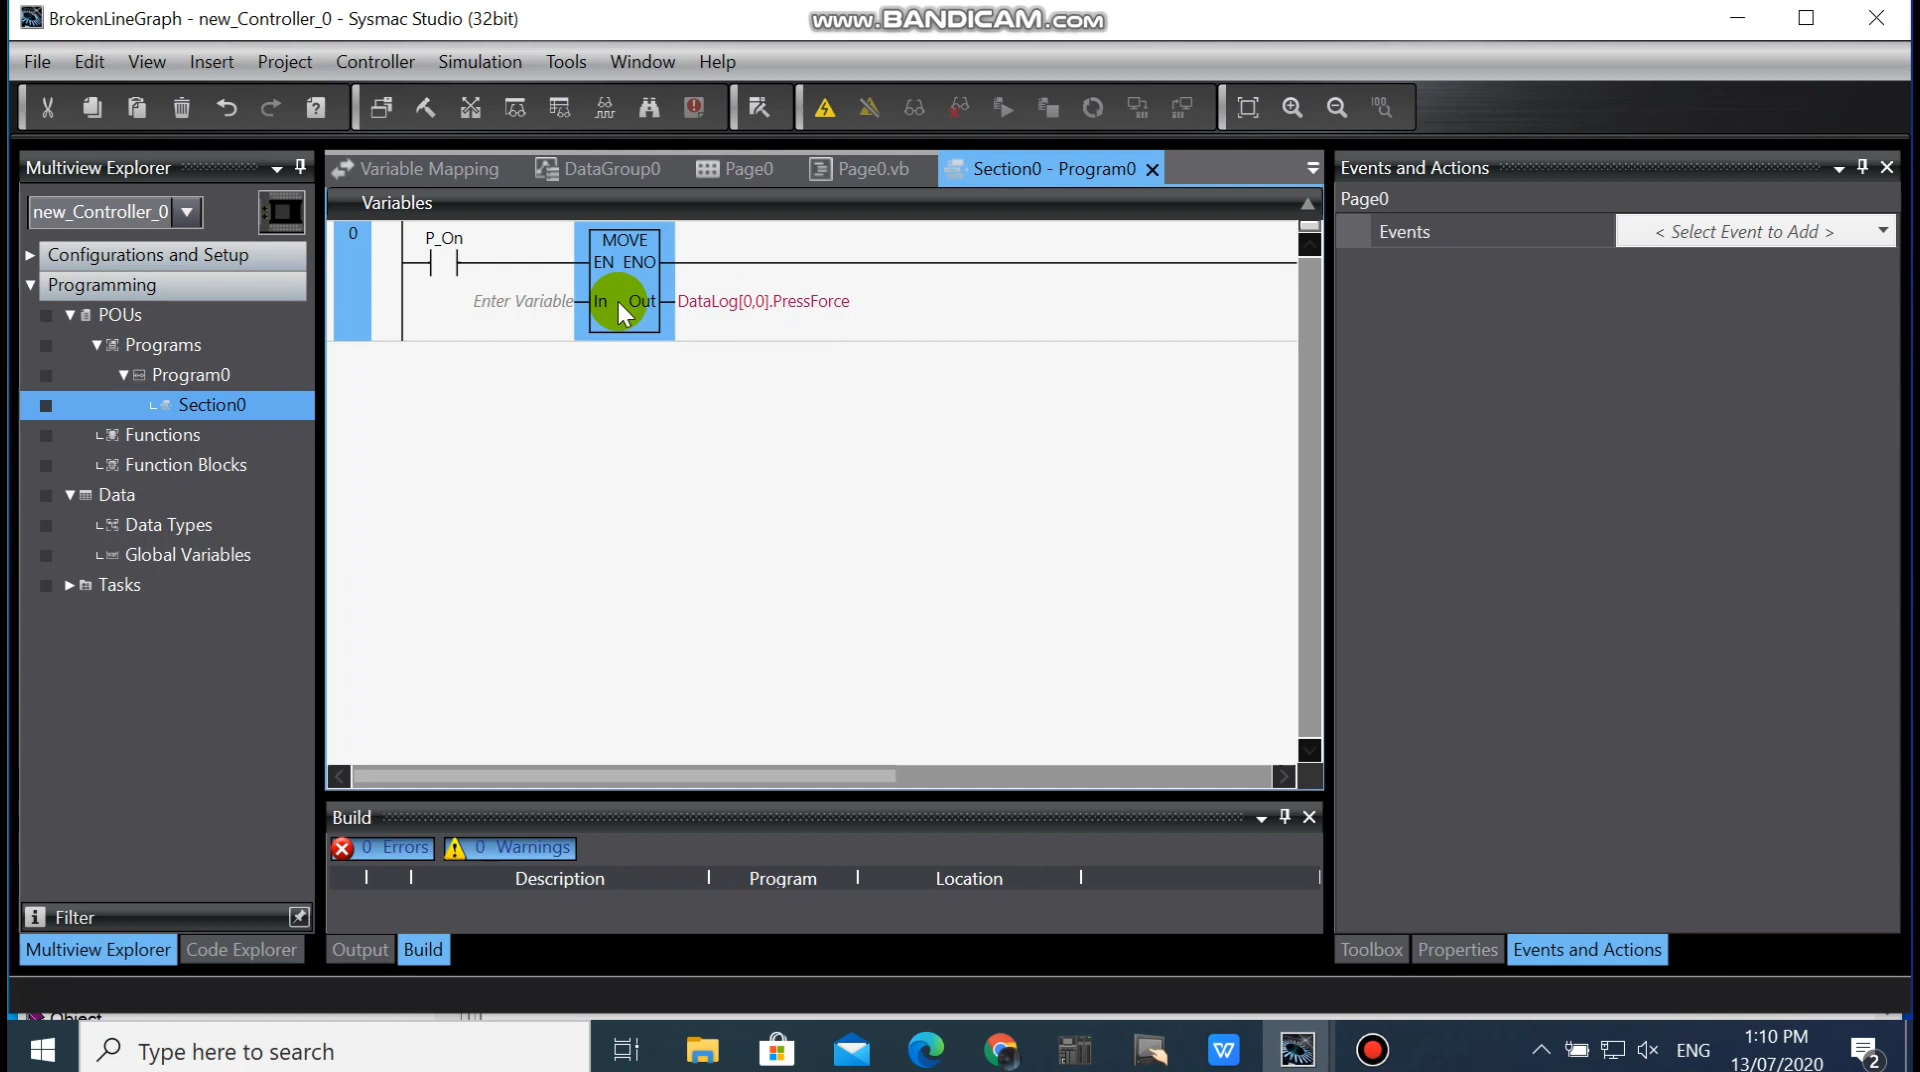 BrokenLineGraph - new_Controller_0 - Sysmac Studio (32bit)
www.BANDICAM.com
File Edit View Insert Project Controller Simulation Tools Window Help
Multiview Explorer
new_Controller_0
Configurations and Setup
Programming
POUs
Programs
Program0
Section0
Functions
Function Blocks
Data
Data Types
Global Variables
Tasks
Filter
Multiview Explorer Code Explorer
Variable Mapping DataGroup0 Page0 Page0.vb Section0 - Program0
Variables
0
P_On
MOVE
EN ENO
Enter Variable In Out DataLog[0,0].PressForce
Build
0 Errors 0 Warnings
Description Program Location
Output Build
Events and Actions
Page0
Events < Select Event to Add >
Toolbox Properties Events and Actions
Object
Type here to search
ENG
1:10 PM
13/07/2020
2